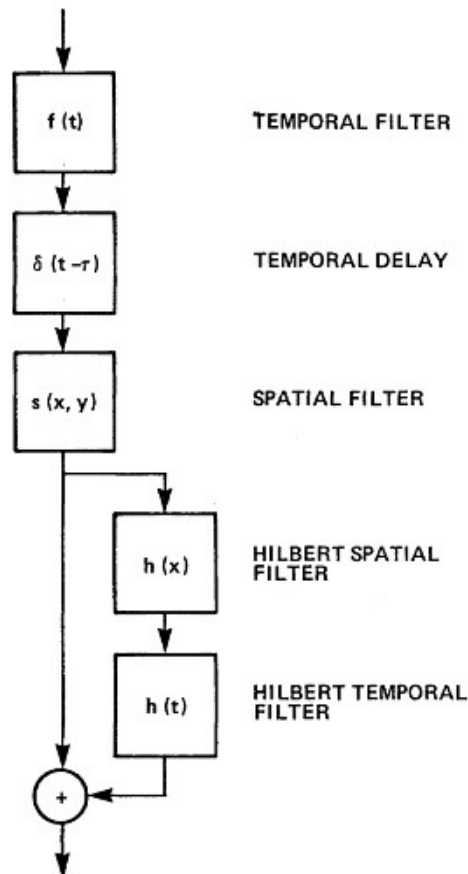 f (t)
TEMPORAL FILTER
δ (t -τ)
TEMPORAL DELAY
s (x, y)
SPATIAL FILTER
h (x)
HILBERT SPATIAL
FILTER
h (t)
HILBERT TEMPORAL
FILTER
+